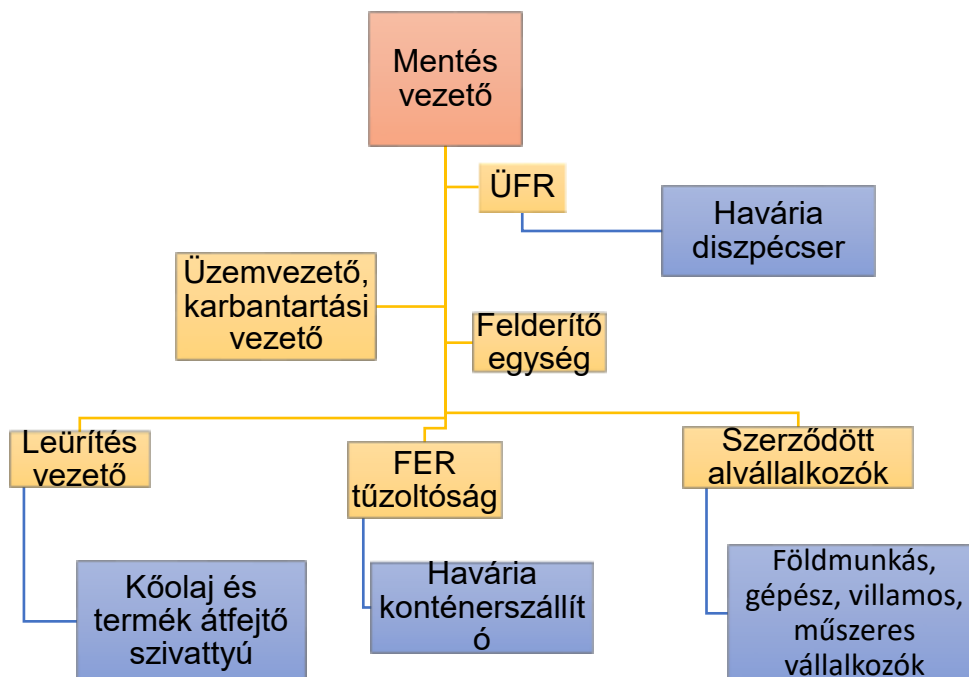 Mentés
vezető
ÜFR
Havária
diszpécser
Üzemvezető,
karbantartási
vezető
Felderítő
egység
Leürítés
vezető
FER
tűzoltóság
Szerződött
alvállalkozók
Kőolaj és
termék átfejtő
szivattyú
Havária
konténerszállít
ó
Földmunkás,
gépész, villamos,
műszeres
vállalkozók